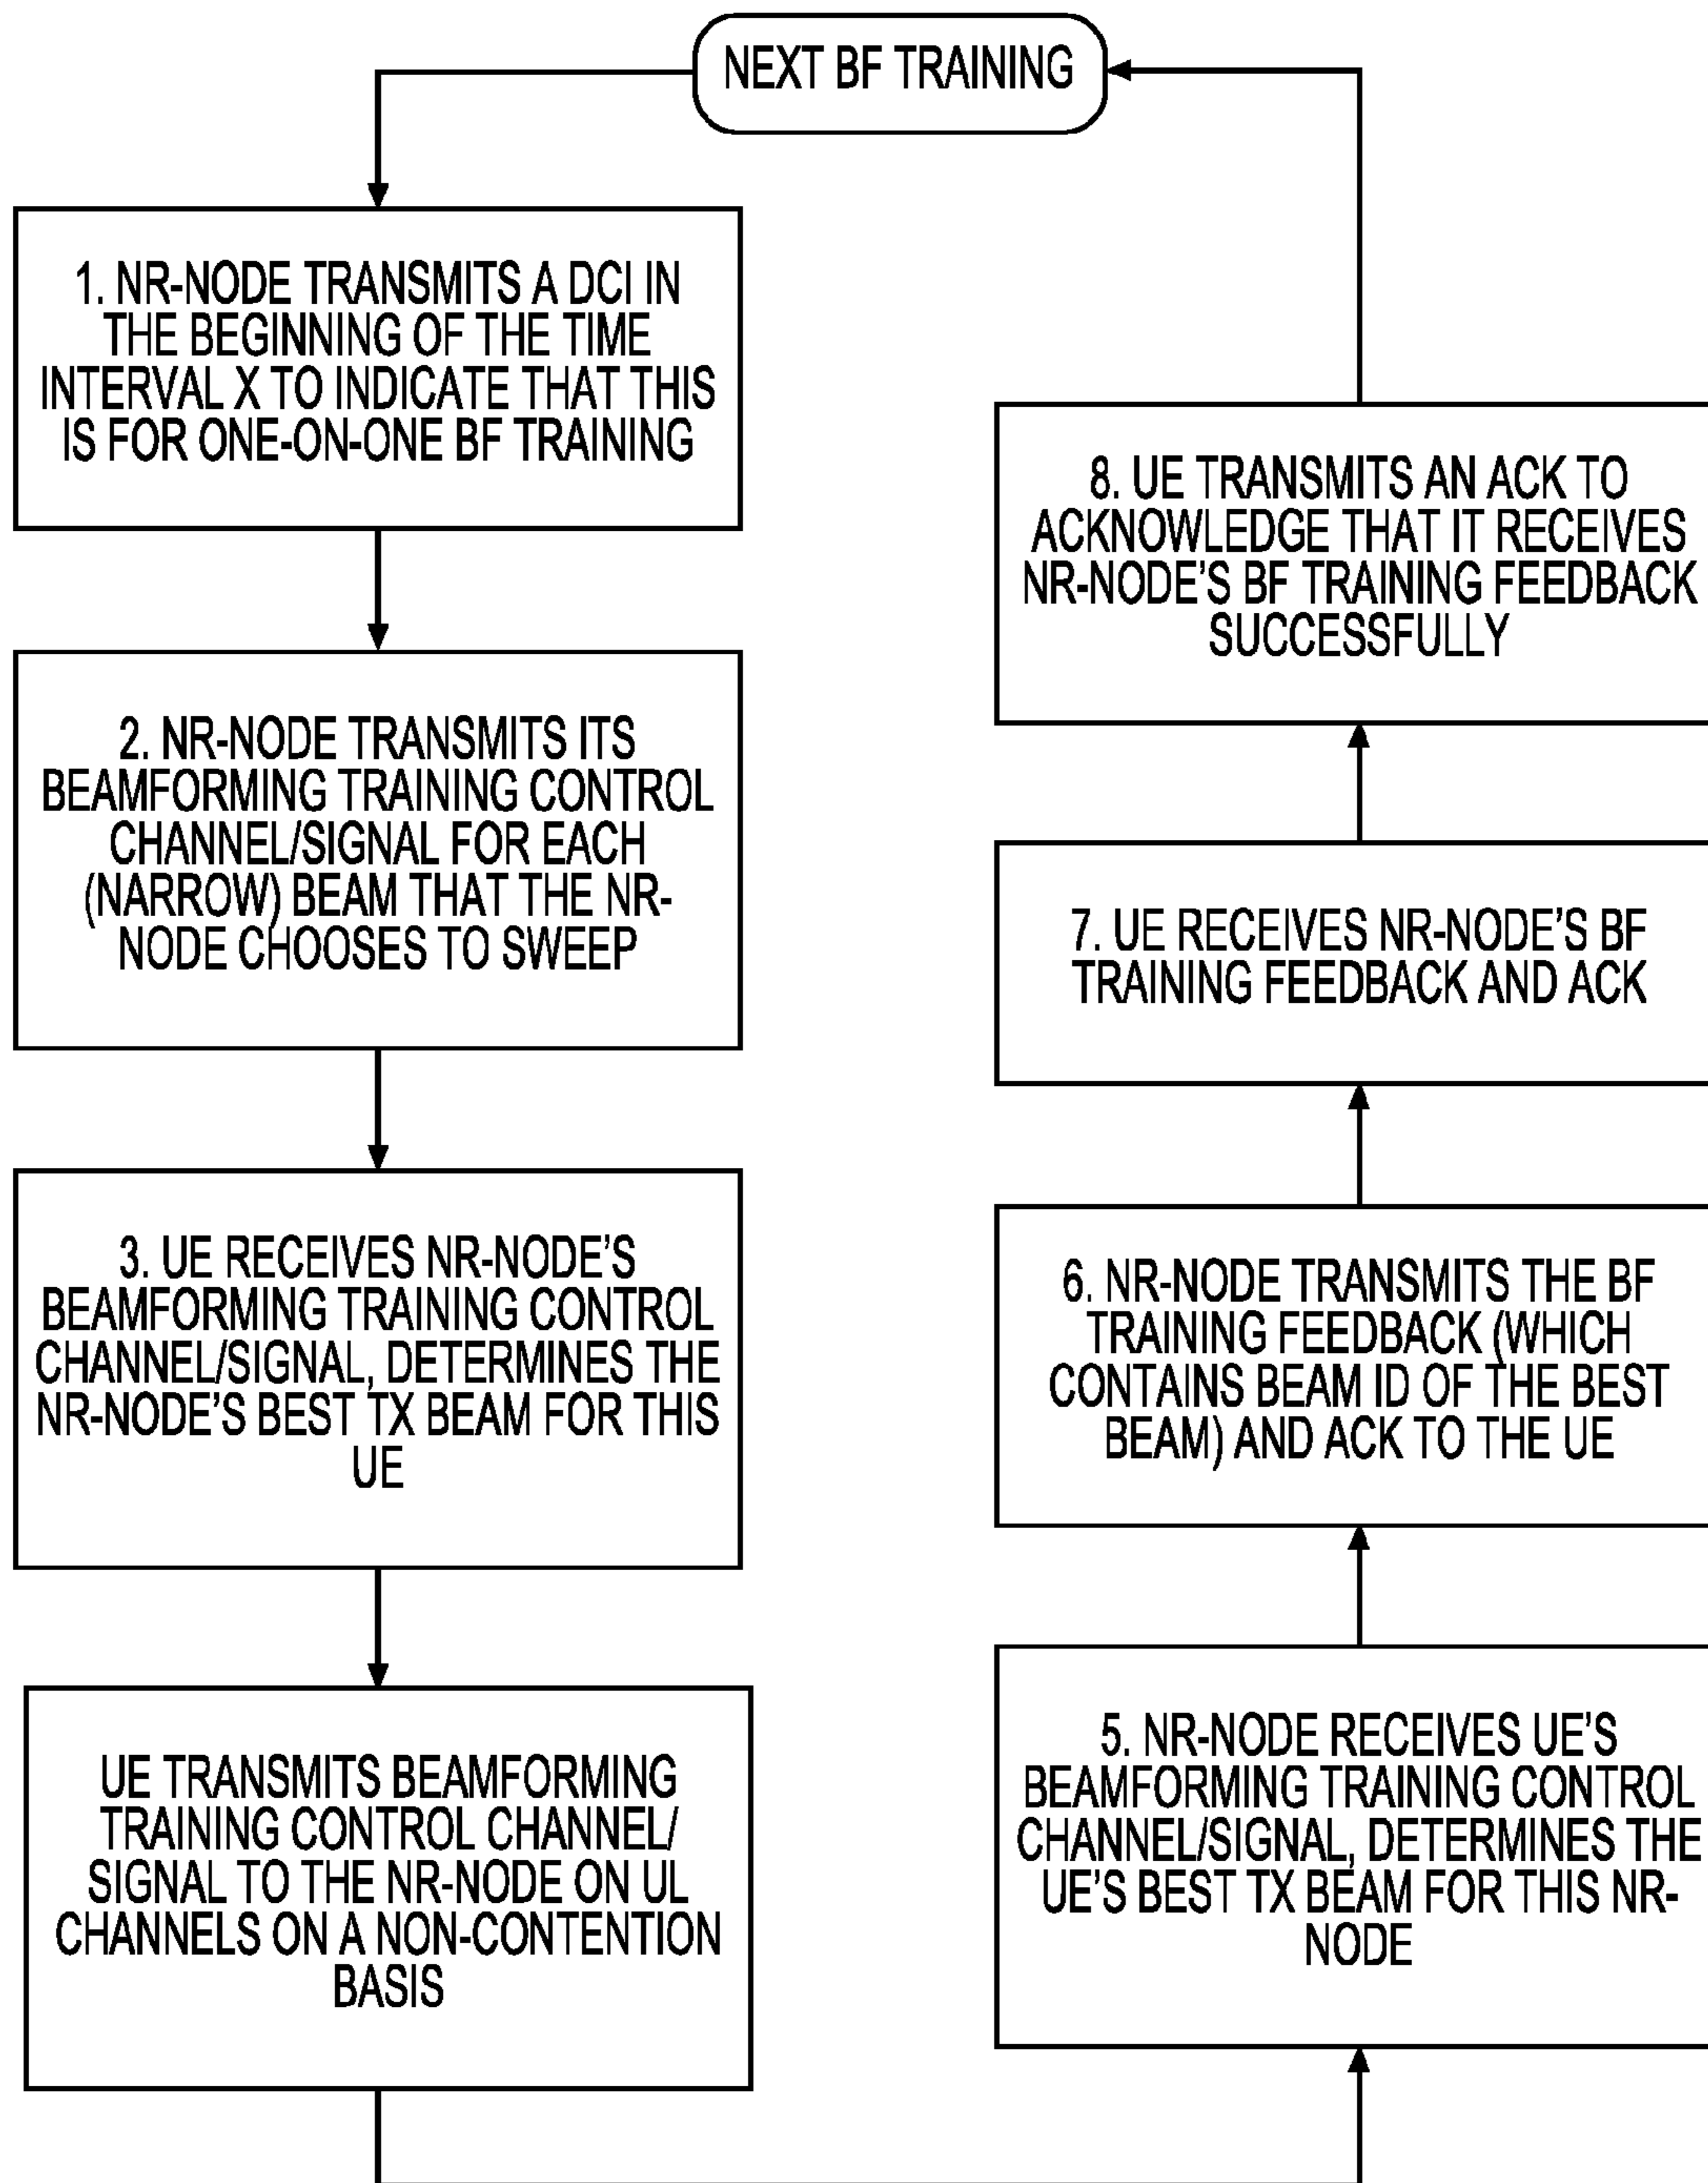 NEXT BF TRAINING
1. NR-NODE TRANSMITS A DCI IN
THE BEGINNING OF THE TIME
INTERVAL X TO INDICATE THAT THIS
IS FOR ONE-ON-ONE BF TRAINING
2. NR-NODE TRANSMITS ITS
BEAMFORMING TRAINING CONTROL
CHANNEL/SIGNAL FOR EACH
(NARROW) BEAM THAT THE NR-
NODE CHOOSES TO SWEEP
3. UE RECEIVES NR-NODE’S
BEAMFORMING TRAINING CONTROL
CHANNEL/SIGNAL, DETERMINES THE
NR-NODE’S BEST TX BEAM FOR THIS
UE
UE TRANSMITS BEAMFORMING
TRAINING CONTROL CHANNEL/
SIGNAL TO THE NR-NODE ON UL
CHANNELS ON A NON-CONTENTION
BASIS
5. NR-NODE RECEIVES UE’S
BEAMFORMING TRAINING CONTROL
CHANNEL/SIGNAL, DETERMINES THE
UE’S BEST TX BEAM FOR THIS NR-
NODE
6. NR-NODE TRANSMITS THE BF
TRAINING FEEDBACK (WHICH
CONTAINS BEAM ID OF THE BEST
BEAM) AND ACK TO THE UE
7. UE RECEIVES NR-NODE’S BF
TRAINING FEEDBACK AND ACK
8. UE TRANSMITS AN ACK TO
ACKNOWLEDGE THAT IT RECEIVES
NR-NODE’S BF TRAINING FEEDBACK
SUCCESSFULLY